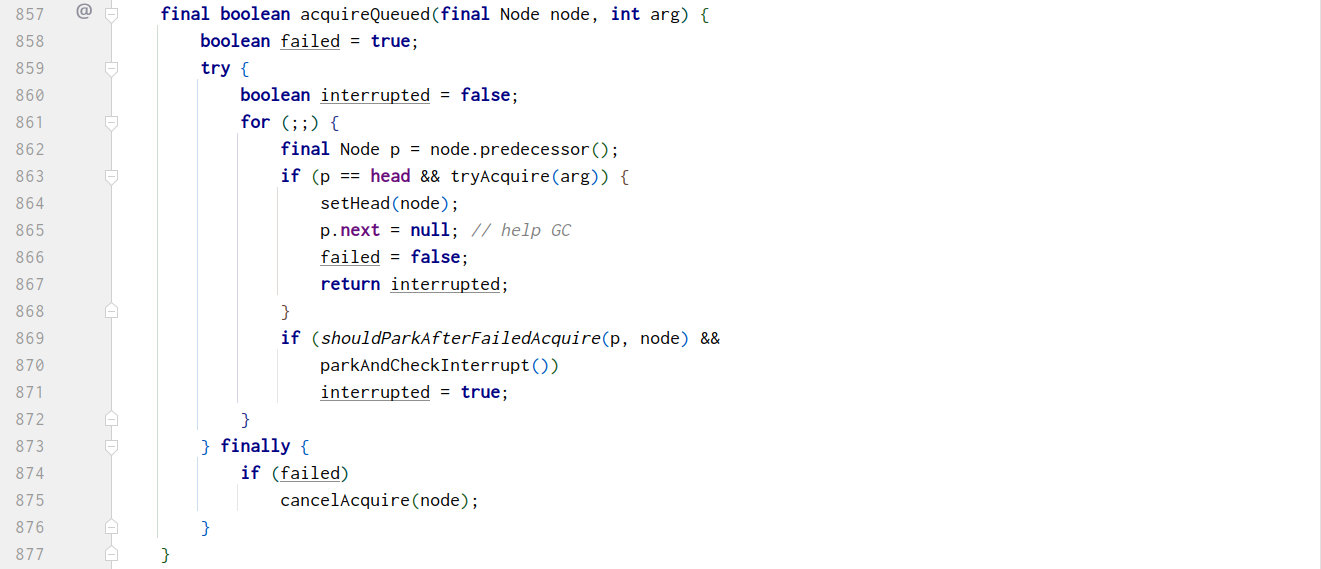 857 @ final boolean acquireQueued(final Node node, int arg) {
858 boolean failed = true;
859 try {
860 boolean interrupted = false;
861 for (;;) {
862 final Node p = node.predecessor();
863 if (p == head && tryAcquire(arg)) {
864 setHead(node);
865 p.next = null; // help GC
866 failed = false;
867 return interrupted;
868 }
869 if (shouldParkAfterFailedAcquire(p, node) &&
870 parkAndCheckInterrupt())
871 interrupted = true;
872 }
873 } finally {
874 if (failed)
875 cancelAcquire(node);
876 }
877 }